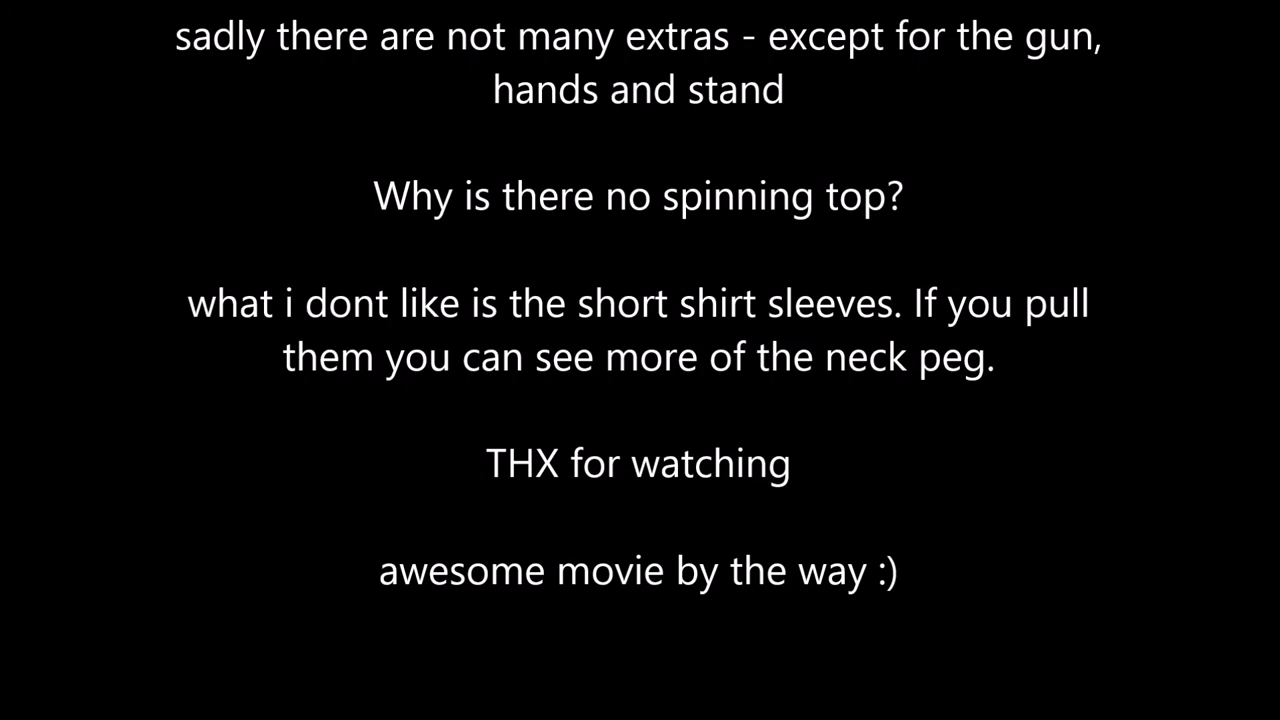 sadly there are not many extras - except for the gun,
hands and stand
Why is there no spinning top?
what i dont like is the short shirt sleeves. If you pull
them you can see more of the neck peg.
THX for watching
awesome movie by the way :)